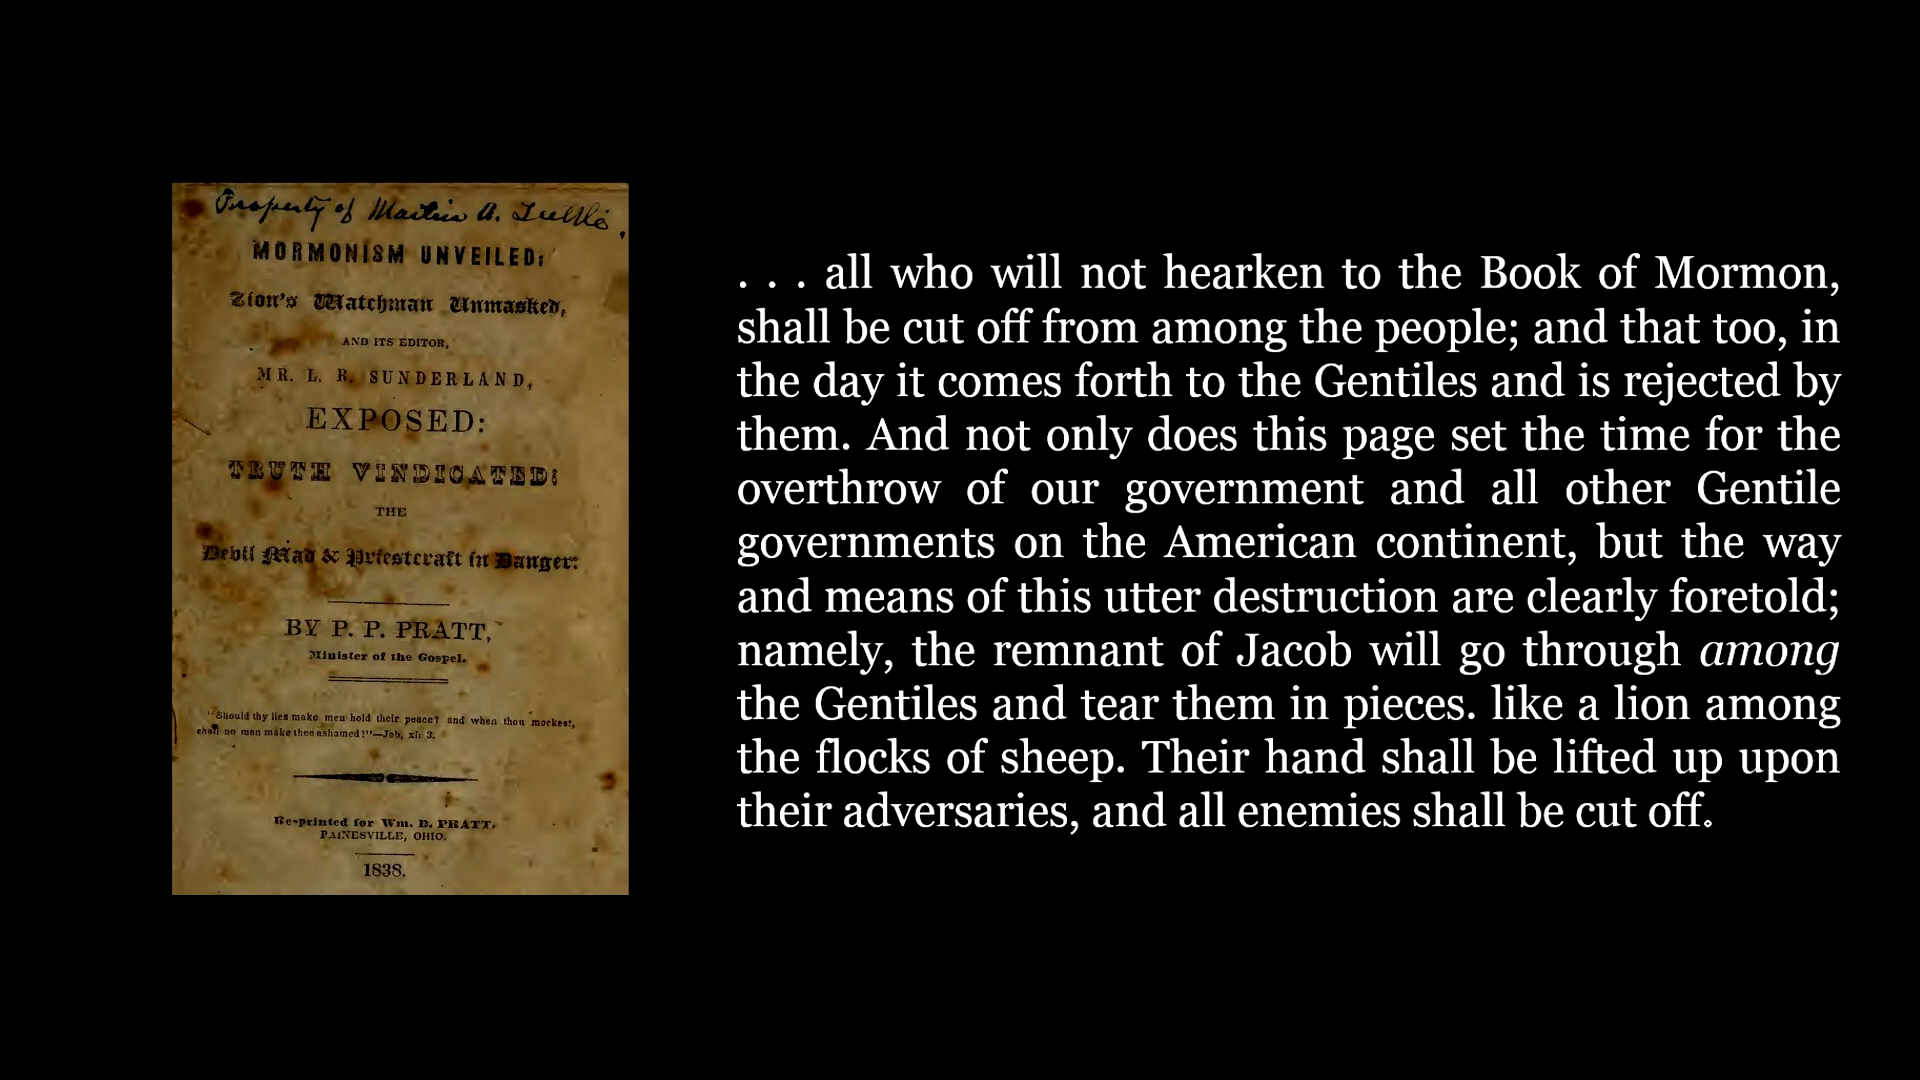 Property of Martin A. Tuttle,
MORMONISM UNVEILED:
Zion's Watchman Unmasked,
AND ITS EDITOR,
MR. L. R. SUNDERLAND,
EXPOSED:
TRUTH VINDICATED:
THE
Devil Mad & Priestcraft in Danger:
BY P. P. PRATT,
Minister of the Gospel.
"Should thy lies make men hold their peace? and when thou mockest,
shall no man make thee ashamed?"—Job, xi: 3.
Re-printed for Wm. D. PRATT,
PAINESVILLE, OHIO.
1838.
. . . all who will not hearken to the Book of Mormon,
shall be cut off from among the people; and that too, in
the day it comes forth to the Gentiles and is rejected by
them. And not only does this page set the time for the
overthrow of our government and all other Gentile
governments on the American continent, but the way
and means of this utter destruction are clearly foretold;
namely, the remnant of Jacob will go through among
the Gentiles and tear them in pieces. like a lion among
the flocks of sheep. Their hand shall be lifted up upon
their adversaries, and all enemies shall be cut off.